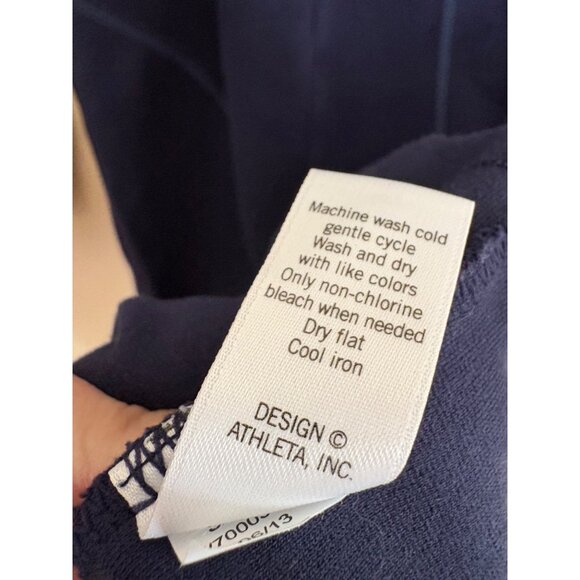 Machine wash cold
gentle cycle
Wash and dry
with like colors
Only non-chlorine
bleach when needed
Dry flat
Cool iron
DESIGN ©
ATHLETA, INC.